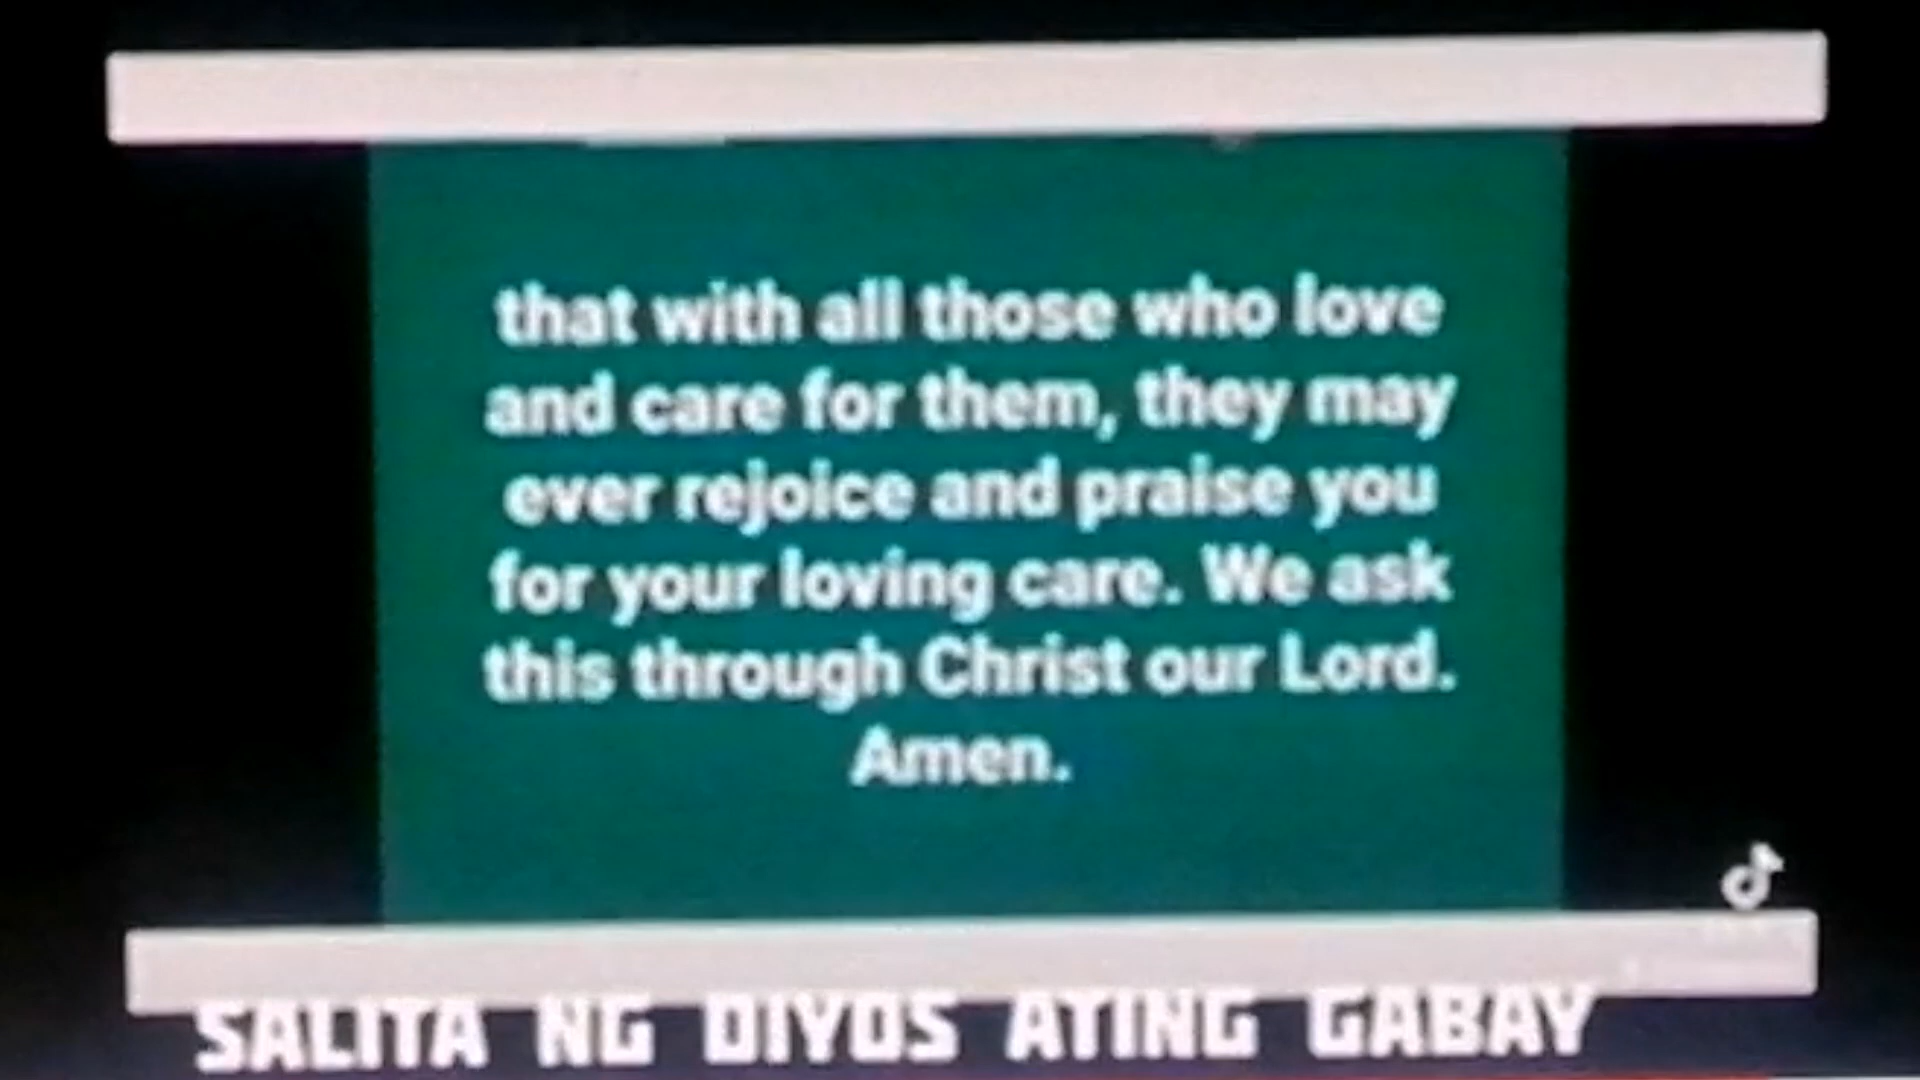 that with all those who love
and care for them, they may
ever rejoice and praise you
for your loving care. We ask
this through Christ our Lord.
Amen.
SALITA NG DIYOS ATING GABAY